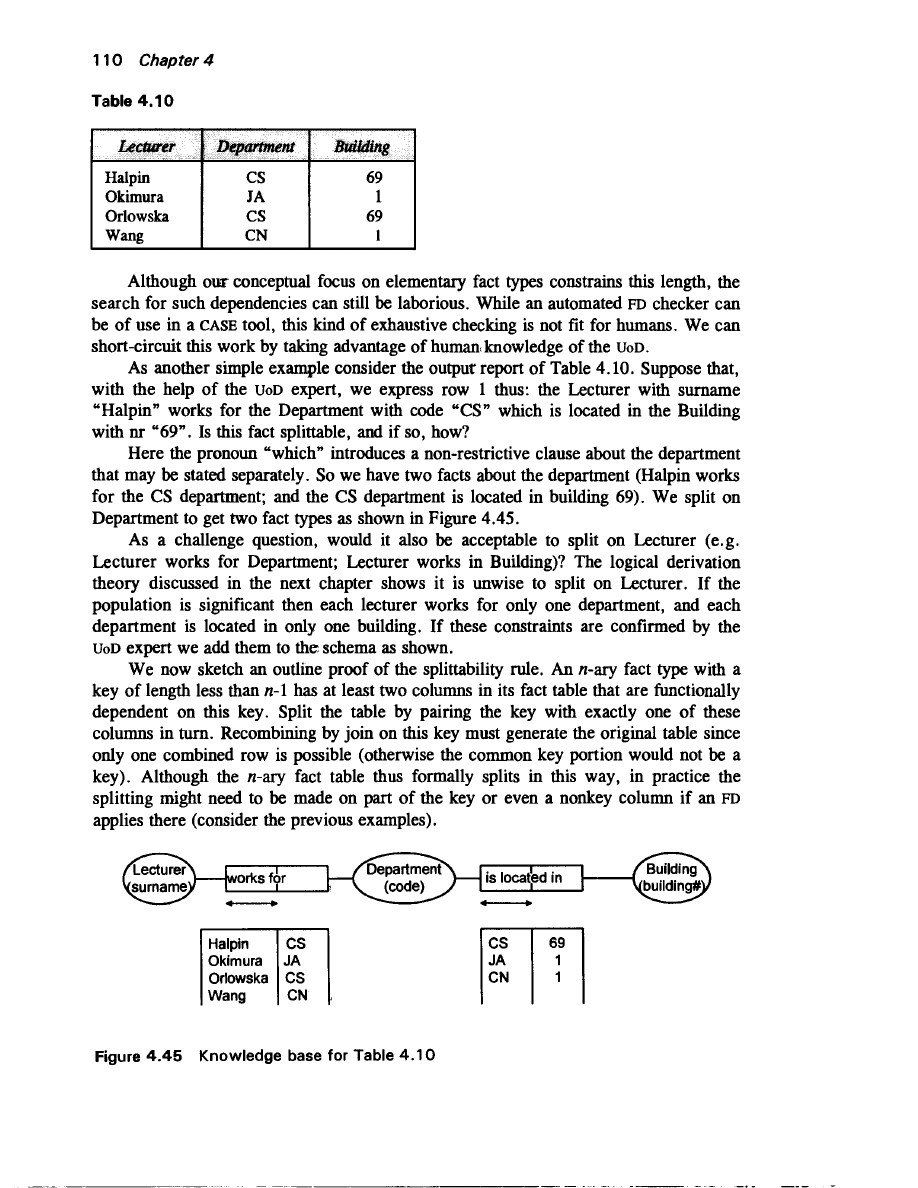 110 Chapter 4
Table 4.10
Lecturer Department Building
Halpin CS 69
Okimura JA 1
Orlowska CS 69
Wang CN 1
Although our conceptual focus on elementary fact types constrains this length, the
search for such dependencies can still be laborious. While an automated FD checker can
be of use in a CASE tool, this kind of exhaustive checking is not fit for humans. We can
short-circuit this work by taking advantage of human knowledge of the UoD.
As another simple example consider the output report of Table 4.10. Suppose that,
with the help of the UoD expert, we express row 1 thus: the Lecturer with surname
“Halpin” works for the Department with code “CS” which is located in the Building
with nr “69”. Is this fact splittable, and if so, how?
Here the pronoun “which” introduces a non-restrictive clause about the department
that may be stated separately. So we have two facts about the department (Halpin works
for the CS department; and the CS department is located in building 69). We split on
Department to get two fact types as shown in Figure 4.45.
As a challenge question, would it also be acceptable to split on Lecturer (e.g.
Lecturer works for Department; Lecturer works in Building)? The logical derivation
theory discussed in the next chapter shows it is unwise to split on Lecturer. If the
population is significant then each lecturer works for only one department, and each
department is located in only one building. If these constraints are confirmed by the
UoD expert we add them to the schema as shown.
We now sketch an outline proof of the splittability rule. An n-ary fact type with a
key of length less than n-1 has at least two columns in its fact table that are functionally
dependent on this key. Split the table by pairing the key with exactly one of these
columns in turn. Recombining by join on this key must generate the original table since
only one combined row is possible (otherwise the common key portion would not be a
key). Although the n-ary fact table thus formally splits in this way, in practice the
splitting might need to be made on part of the key or even a nonkey column if an FD
applies there (consider the previous examples).
Lecturer works for Department is located in Building
(surname) (code) (building#)
Halpin CS CS 69
Okimura JA JA 1
Orlowska CS CN 1
Wang CN
Figure 4.45 Knowledge base for Table 4.10